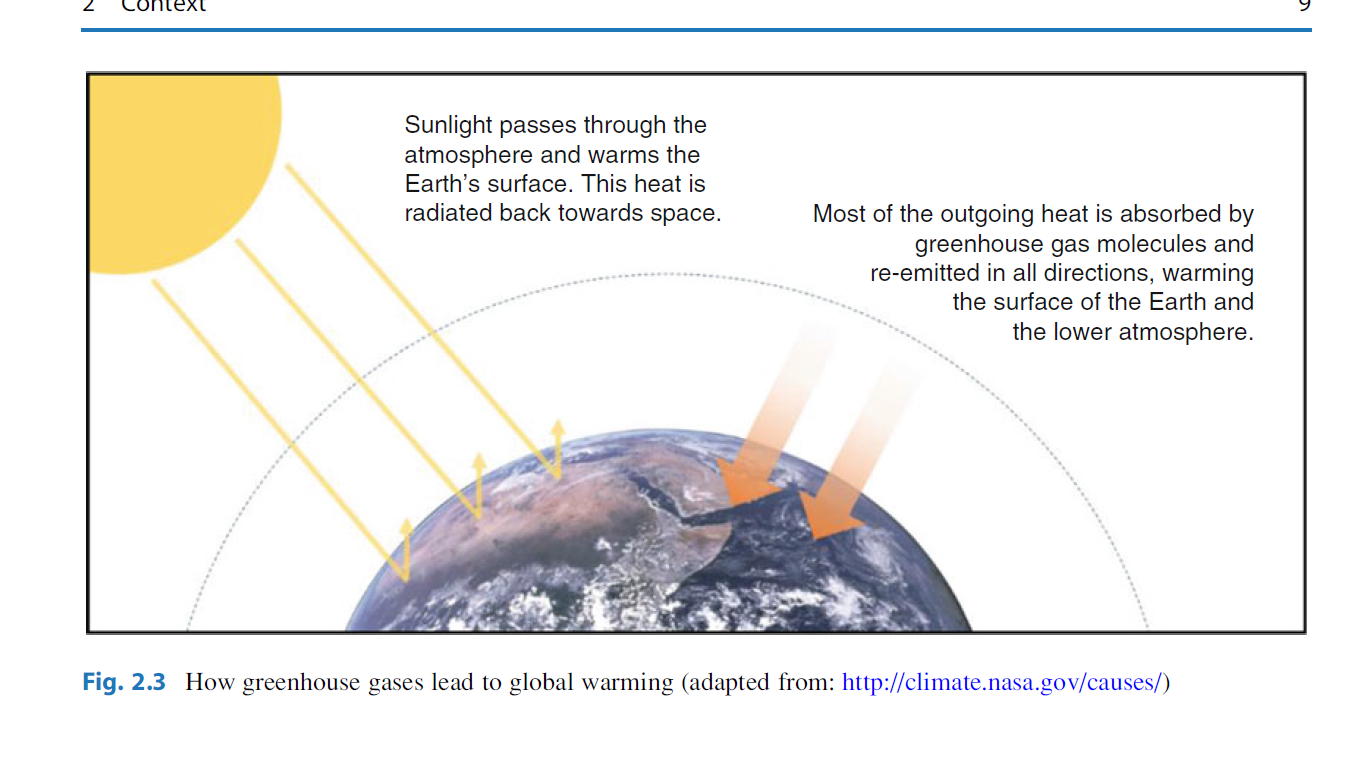 2 Context 9
Sunlight passes through the
atmosphere and warms the
Earth's surface. This heat is
radiated back towards space.
Most of the outgoing heat is absorbed by
greenhouse gas molecules and
re-emitted in all directions, warming
the surface of the Earth and
the lower atmosphere.
Fig. 2.3 How greenhouse gases lead to global warming (adapted from: http://climate.nasa.gov/causes/)